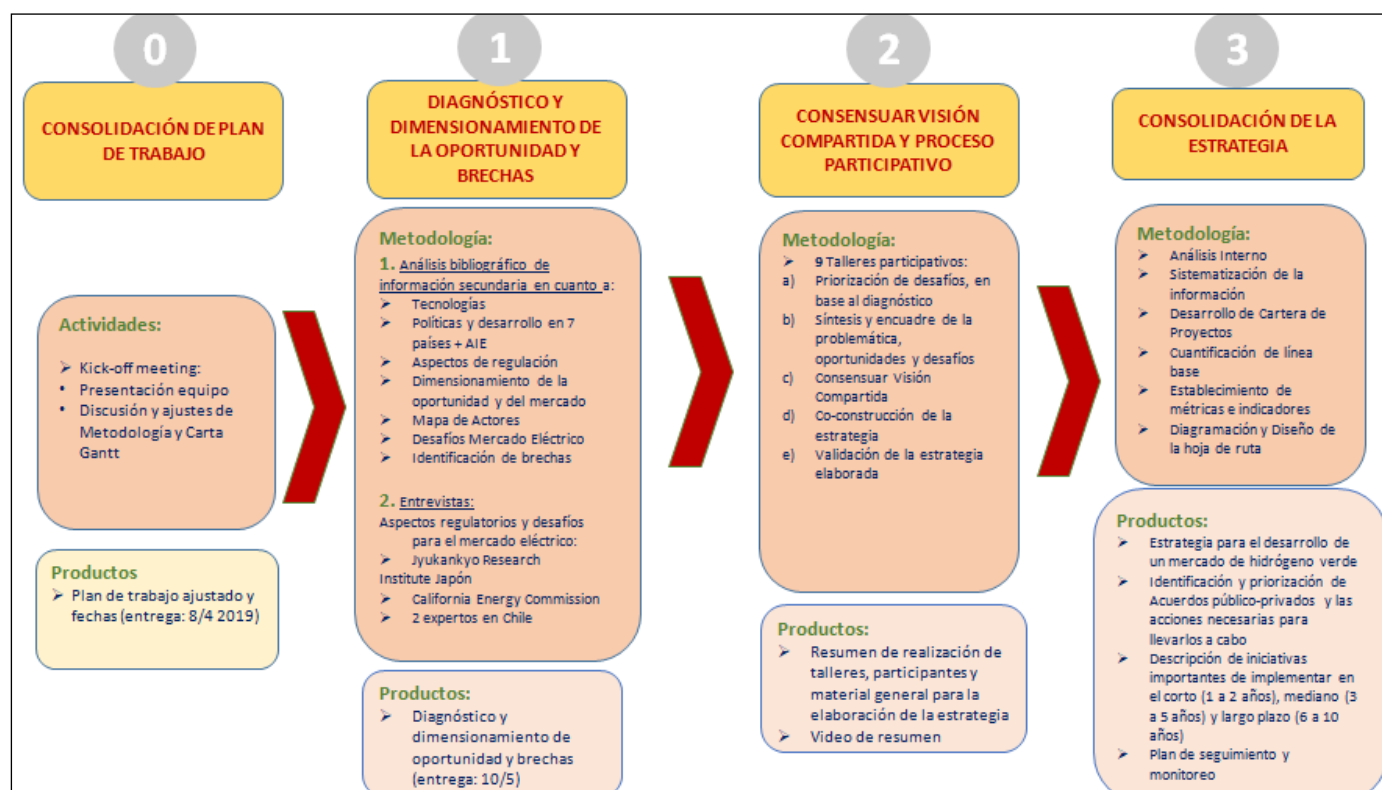 0
CONSOLIDACIÓN DE PLAN
DE TRABAJO
Actividades:
➢ Kick-off meeting:
• Presentación equipo
• Discusión y ajustes de
Metodología y Carta
Gantt
Productos
➢ Plan de trabajo ajustado y
fechas (entrega: 8/4 2019)
1
DIAGNÓSTICO Y
DIMENSIONAMIENTO DE
LA OPORTUNIDAD Y
BRECHAS
Metodología:
1. Análisis bibliográfico de
información secundaria en cuanto a:
➢ Tecnologías
➢ Políticas y desarrollo en 7
países + AIE
➢ Aspectos de regulación
➢ Dimensionamiento de la
oportunidad y del mercado
➢ Mapa de Actores
➢ Desafíos Mercado Eléctrico
➢ Identificación de brechas
2. Entrevistas:
Aspectos regulatorios y desafíos
para el mercado eléctrico:
➢ Jyukankyo Research
Institute Japón
➢ California Energy Commission
➢ 2 expertos en Chile
Productos:
➢ Diagnóstico y
dimensionamiento de
oportunidad y brechas
(entrega: 10/5)
2
CONSENSUAR VISIÓN
COMPARTIDA Y PROCESO
PARTICIPATIVO
Metodología:
➢ 9 Talleres participativos:
a) Priorización de desafíos, en
base al diagnóstico
b) Síntesis y encuadre de la
problemática,
oportunidades y desafíos
c) Consensuar Visión
Compartida
d) Co-construcción de la
estrategia
e) Validación de la estrategia
elaborada
Productos:
➢ Resumen de realización de
talleres, participantes y
material general para la
elaboración de la estrategia
➢ Video de resumen
3
CONSOLIDACIÓN DE LA
ESTRATEGIA
Metodología:
➢ Análisis Interno
➢ Sistematización de la
información
➢ Desarrollo de Cartera de
Proyectos
➢ Cuantificación de línea
base
➢ Establecimiento de
métricas e indicadores
➢ Diagramación y Diseño de
la hoja de ruta
Productos:
➢ Estrategia para el desarrollo de
un mercado de hidrógeno verde
➢ Identificación y priorización de
Acuerdos público-privados y las
acciones necesarias para
llevarlos a cabo
➢ Descripción de iniciativas
importantes de implementar en
el corto (1 a 2 años), mediano (3
a 5 años) y largo plazo (6 a 10
años)
➢ Plan de seguimiento y
monitoreo